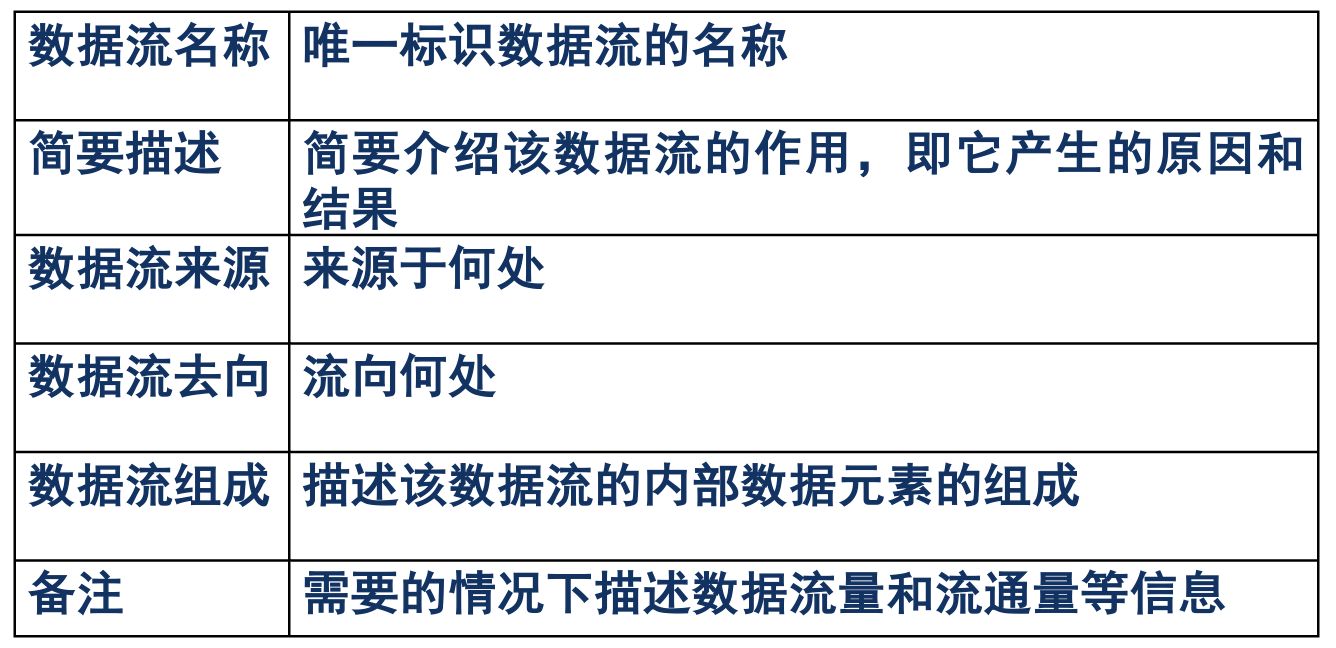 数据流名称 唯一标识数据流的名称
简要描述 简要介绍该数据流的作用，即它产生的原因和
结果
数据流来源 来源于何处
数据流去向 流向何处
数据流组成 描述该数据流的内部数据元素的组成
备注 需要的情况下描述数据流量和流通量等信息